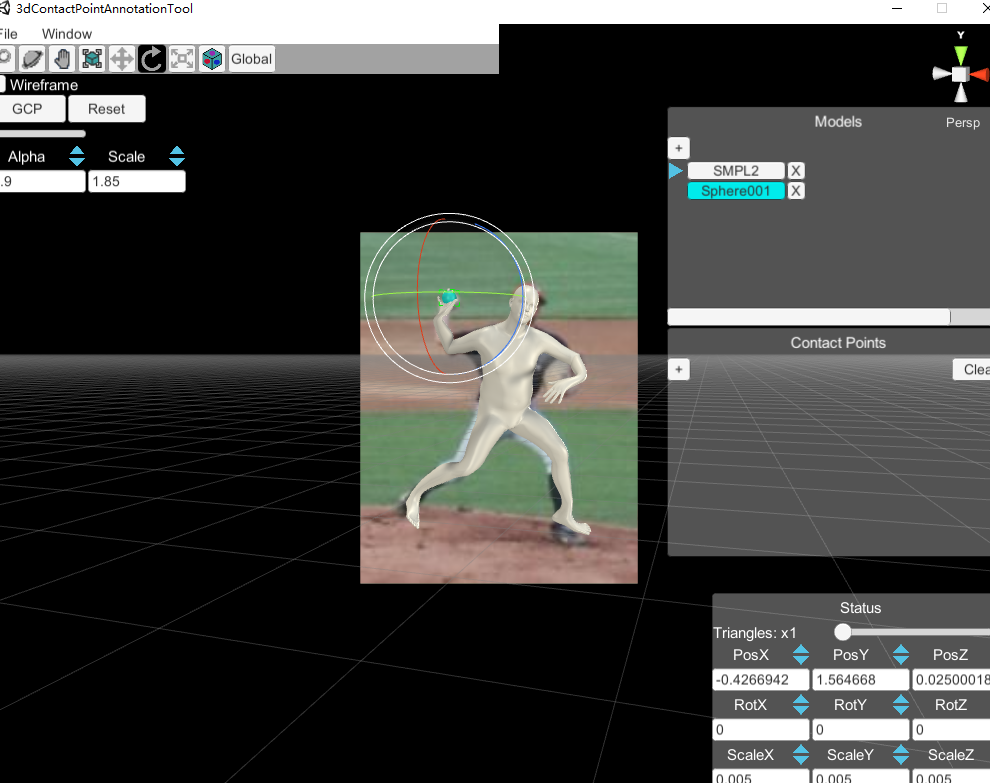 3dContactPointAnnotationTool
File Window
Global
Wireframe
GCP Reset
Alpha Scale
.9 1.85
Y
Persp
Models
+
SMPL2 X
Sphere001 X
Contact Points
+ Clea
Status
Triangles: x1
PosX PosY PosZ
-0.4266942 1.564668 0.02500018
RotX RotY RotZ
0 0 0
ScaleX ScaleY ScaleZ
0.005 0.005 0.005